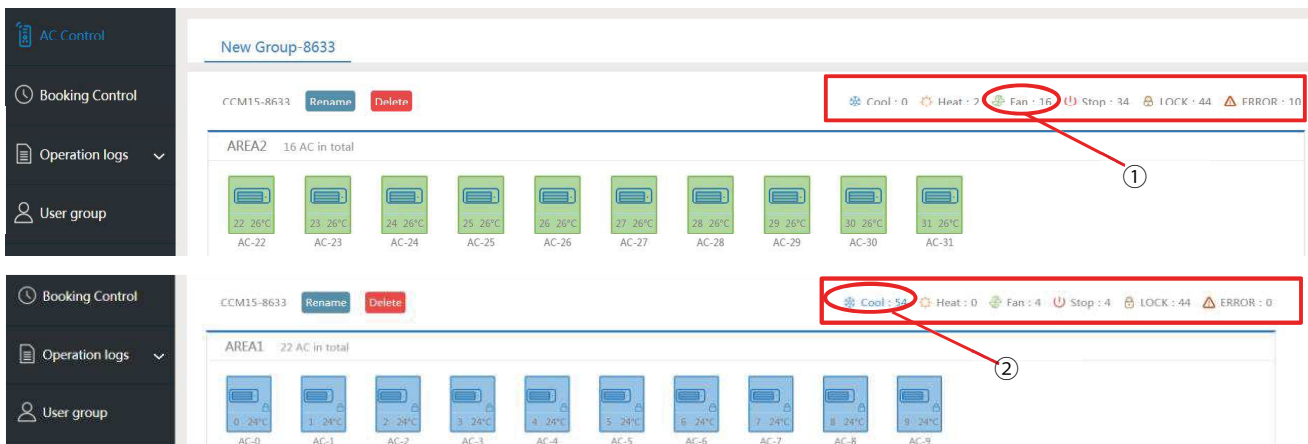 AC Control
New Group-8633
Booking Control
CCM15-8633 Rename Delete Cool : 0 Heat : 2 Fan : 16 Stop : 34 LOCK : 44 ERROR : 10
Operation logs
AREA2 16 AC in total
①
User group
22 26°C 23 26°C 24 26°C 25 26°C 26 26°C 27 26°C 28 26°C 29 26°C 30 26°C 31 26°C
AC-22 AC-23 AC-24 AC-25 AC-26 AC-27 AC-28 AC-29 AC-30 AC-31
Booking Control
CCM15-8633 Rename Delete Cool : 54 Heat : 0 Fan : 4 Stop : 4 LOCK : 44 ERROR : 0
Operation logs
AREA1 22 AC in total
②
User group
0 24°C 1 24°C 2 24°C 3 24°C 4 24°C 5 24°C 6 24°C 7 24°C 8 24°C 9 24°C
AC-0 AC-1 AC-2 AC-3 AC-4 AC-5 AC-6 AC-7 AC-8 AC-9